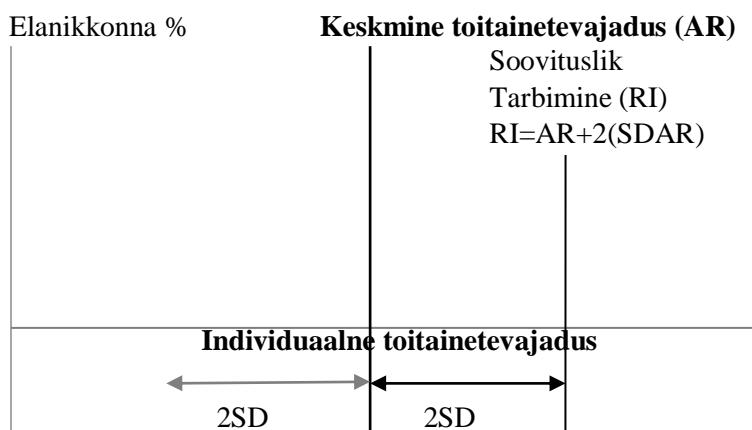 Elanikkonna % Keskmine toitainetevajadus (AR)
Soovituslik
Tarbimine (RI)
RI=AR+2(SDAR)
Individuaalne toitainetevajadus
2SD 2SD